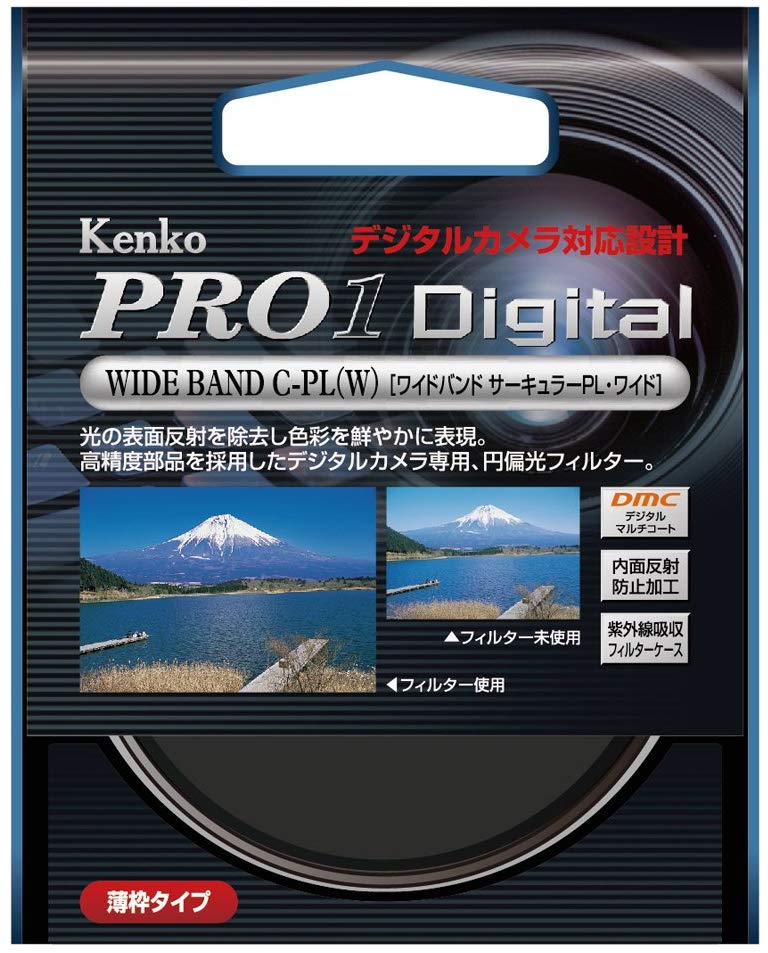 Kenko
デジタルカメラ対応設計
PRO1 Digital
WIDE BAND C-PL(W) [ワイドバンド サーキュラーPL・ワイド]
光の表面反射を除去し色彩を鮮やかに表現。
高精度部品を採用したデジタルカメラ専用、円偏光フィルター。
DMC
デジタル
マルチコート
内面反射
防止加工
紫外線吸収
フィルターケース
▲フィルター未使用
◀フィルター使用
薄枠タイプ